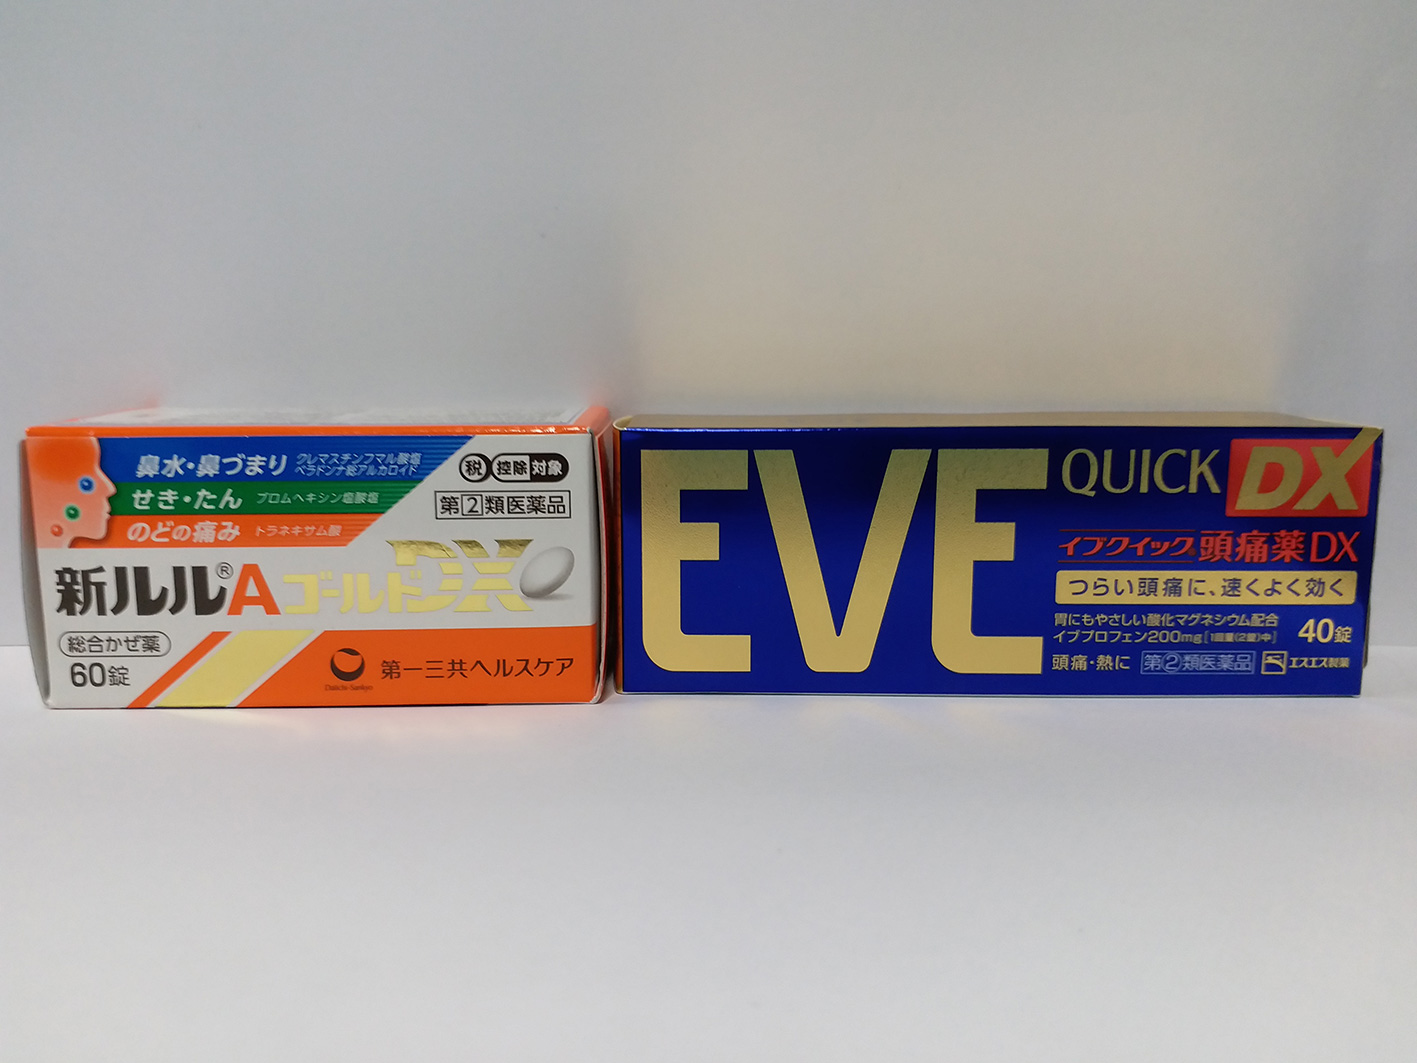 鼻水・鼻づまり
クレマスチンフマル酸塩
ベラドンナ総アルカロイド
せき・たん ブロムヘキシン塩酸塩
のどの痛み トラネキサム酸
税 控除 対象
第②類医薬品
新ルル®AゴールドDX
総合かぜ薬
60錠
Daiichi-Sankyo
第一三共ヘルスケア
EVE
QUICK DX
イブクイック®頭痛薬DX
つらい頭痛に、速くよく効く
胃にもやさしい酸化マグネシウム配合
イブプロフェン200mg[1回量(2錠)中]
40錠
頭痛・熱に 第②類医薬品 エスエス製薬